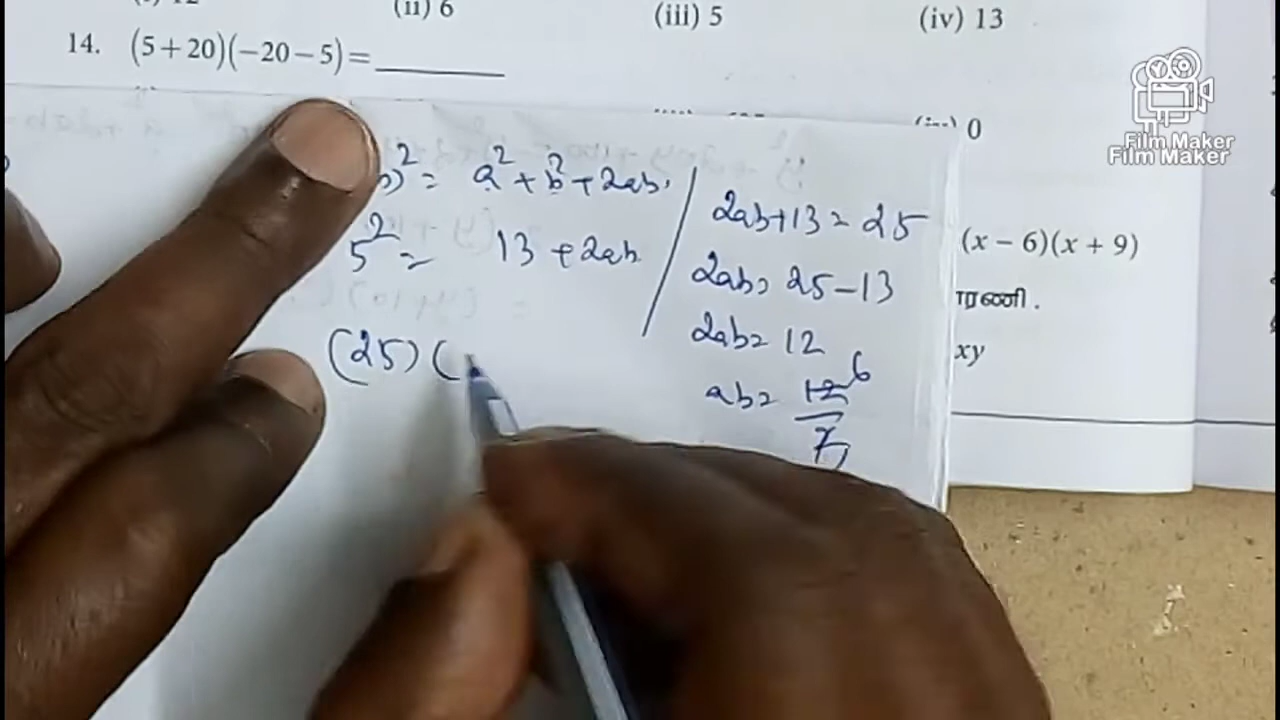 (ii) 6 (iii) 5 (iv) 13
14. (5+20)(−20−5)= ________
Film Maker
Film Maker
0
b)² = a² + b² + 2ab.
5² = 13 + 2ab
(25) (
2ab+13 = 25
2ab= 25−13
2ab= 12
ab= 12 6
2
(x − 6)(x + 9)
ாரணி .
xy